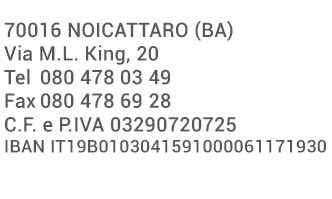 70016 NOICATTARO (BA)
Via M.L. King, 20
Tel 080 478 03 49
Fax 080 478 69 28
C.F. e P.IVA 03290720725
IBAN IT19B0103041591000061171930